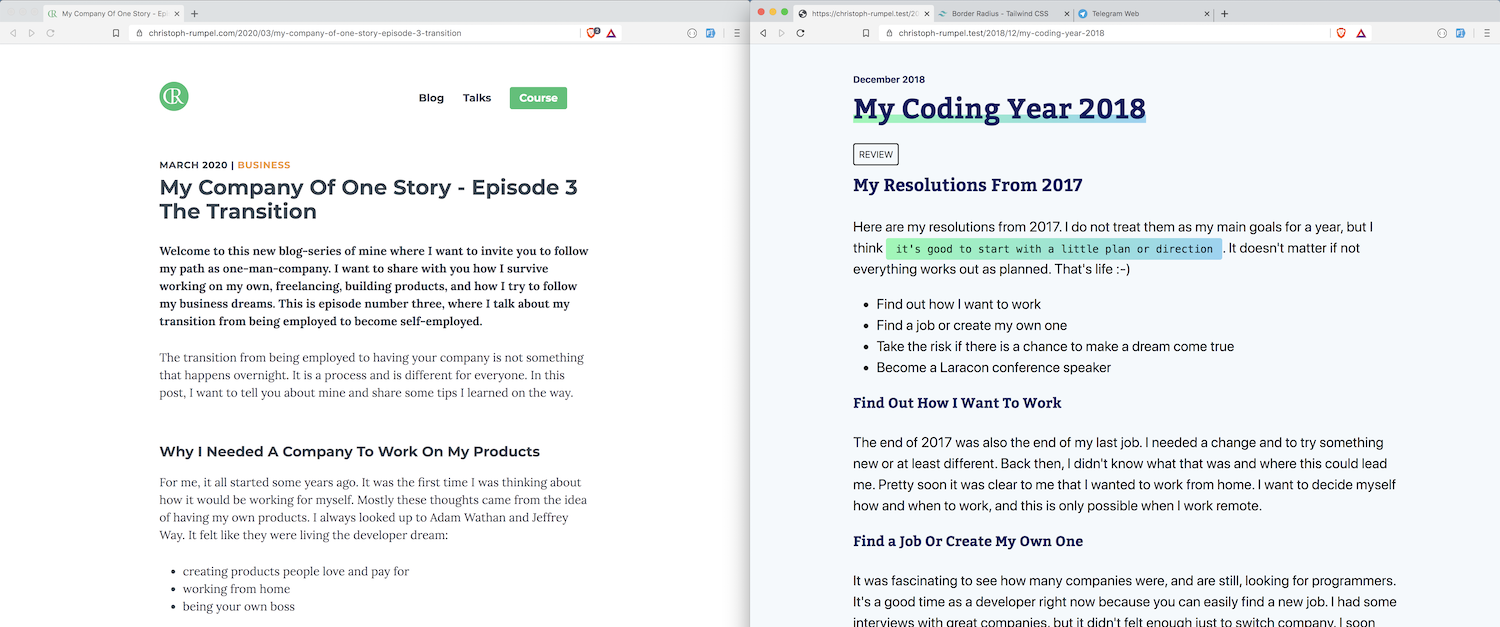 My Company Of One Story - Epi
christoph-rumpel.com/2020/03/my-company-of-one-story-episode-3-transition
CR
Blog
Talks
Course
MARCH 2020 | BUSINESS
My Company Of One Story - Episode 3
The Transition
Welcome to this new blog-series of mine where I want to invite you to follow
my path as one-man-company. I want to share with you how I survive
working on my own, freelancing, building products, and how I try to follow
my business dreams. This is episode number three, where I talk about my
transition from being employed to become self-employed.
The transition from being employed to having your company is not something
that happens overnight. It is a process and is different for everyone. In this
post, I want to tell you about mine and share some tips I learned on the way.
Why I Needed A Company To Work On My Products
For me, it all started some years ago. It was the first time I was thinking about
how it would be working for myself. Mostly these thoughts came from the idea
of having my own products. I always looked up to Adam Wathan and Jeffrey
Way. It felt like they were living the developer dream:
• creating products people love and pay for
• working from home
• being your own boss
https://christoph-rumpel.test/20
Border Radius - Tailwind CSS
Telegram Web
christoph-rumpel.test/2018/12/my-coding-year-2018
December 2018
My Coding Year 2018
REVIEW
My Resolutions From 2017
Here are my resolutions from 2017. I do not treat them as my main goals for a year, but I
think it's good to start with a little plan or direction. It doesn't matter if not
everything works out as planned. That's life :-)
• Find out how I want to work
• Find a job or create my own one
• Take the risk if there is a chance to make a dream come true
• Become a Laracon conference speaker
Find Out How I Want To Work
The end of 2017 was also the end of my last job. I needed a change and to try something
new or at least different. Back then, I didn't know what that was and where this could lead
me. Pretty soon it was clear to me that I wanted to work from home. I want to decide myself
how and when to work, and this is only possible when I work remote.
Find a Job Or Create My Own One
It was fascinating to see how many companies were, and are still, looking for programmers.
It's a good time as a developer right now because you can easily find a new job. I had some
interviews with great companies, but it didn't felt enough just to switch company. I soon